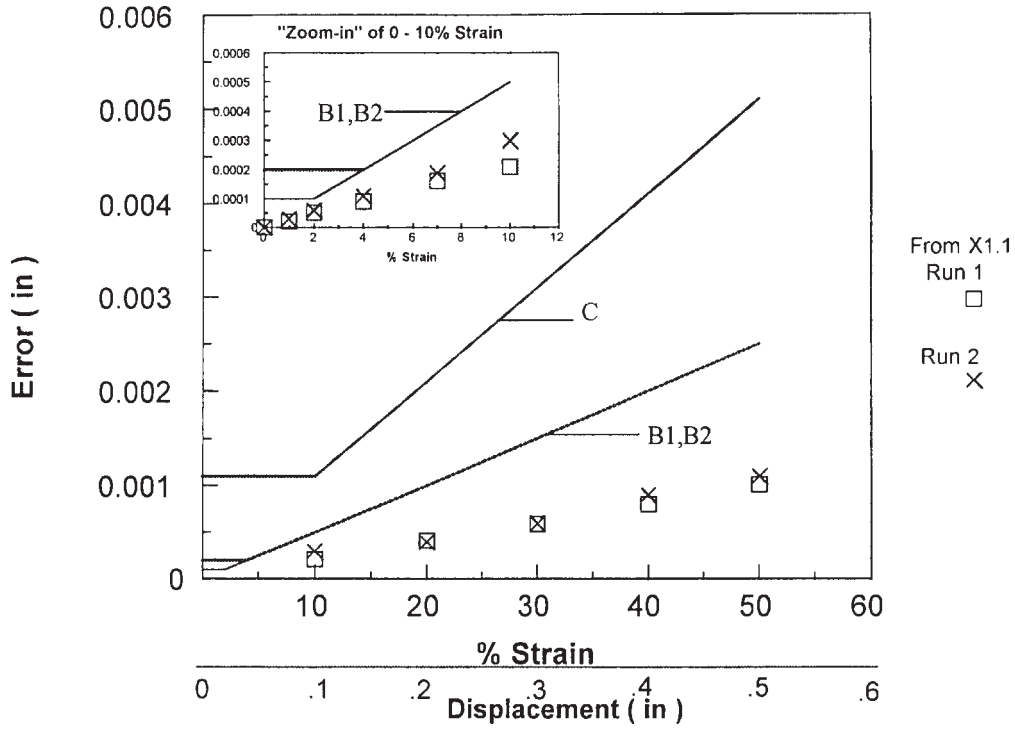 0.006
"Zoom-in" of 0 - 10% Strain
0.0006
0.0005
0.0004
0.0003
0.0002
0.0001
0
B1,B2
0 2 4 6 8 10 12
% Strain
0.005
0.004
0.003
0.002
0.001
0
Error ( in )
C
B1,B2
From X1.1
Run 1
Run 2
10 20 30 40 50 60
% Strain
0 .1 .2 .3 .4 .5 .6
Displacement ( in )